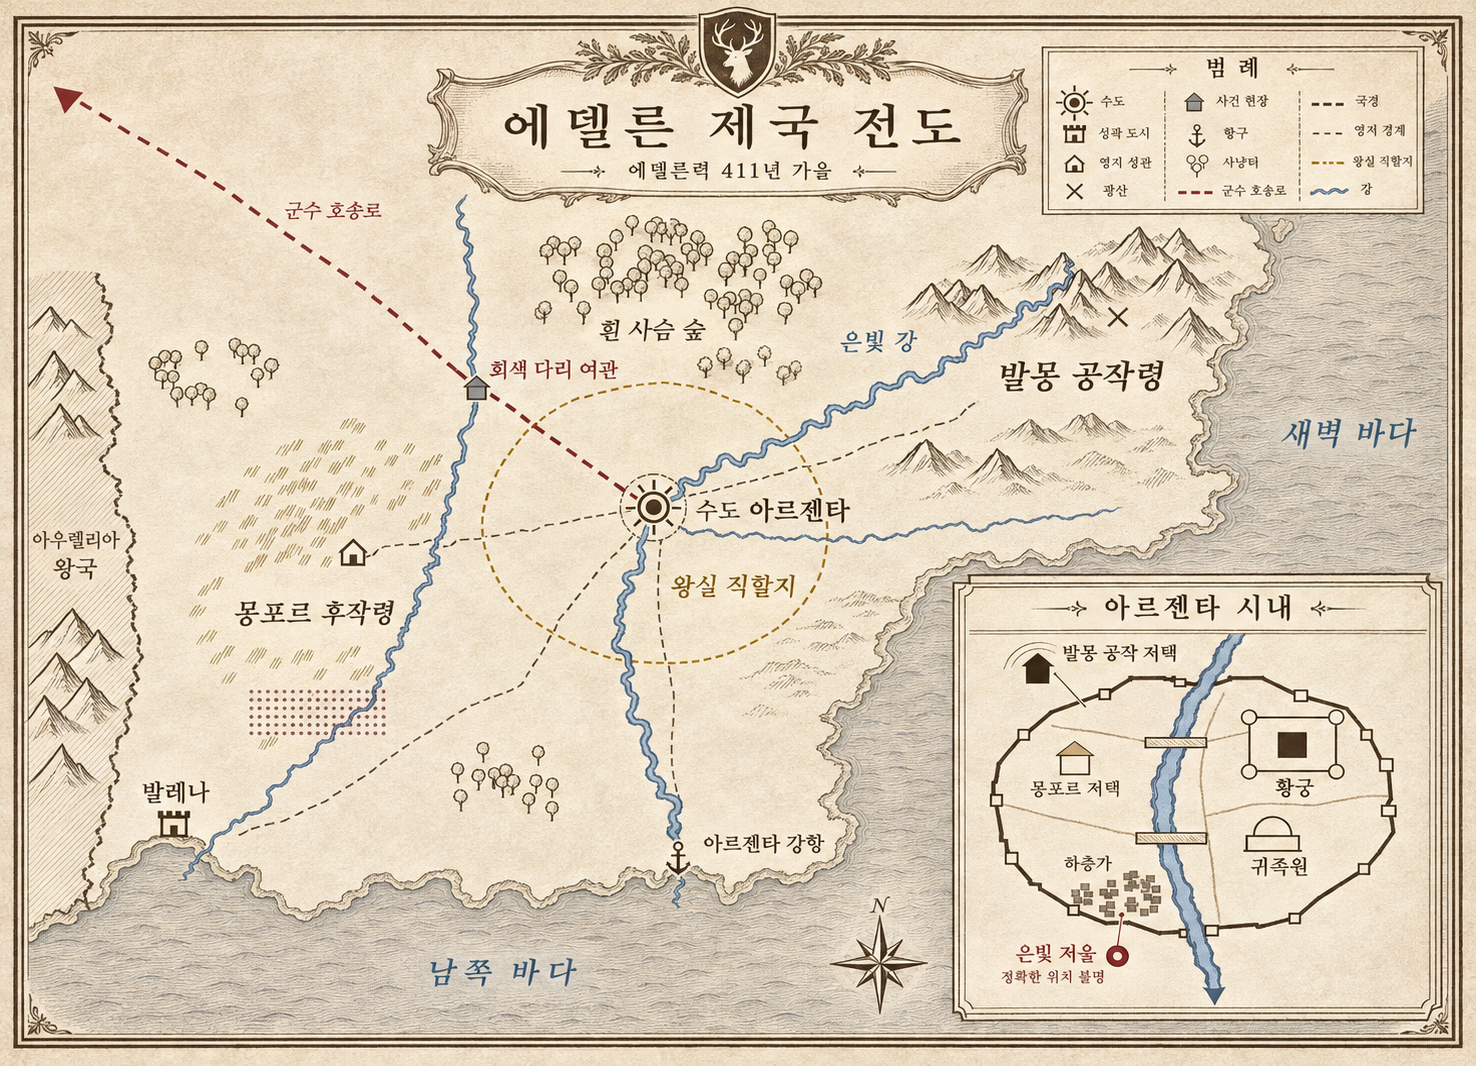 에델른 제국 전도
에델른력 411년 가을
범례
수도
성곽 도시
영지 성관
광산
사건 현장
항구
사냥터
군수 호송로
국경
영지 경계
왕실 직할지
강
군수 호송로
흰 사슴 숲
은빛 강
회색 다리 여관
발몽 공작령
새벽 바다
수도 아르젠타
아우렐리아
왕국
왕실 직할지
몽포르 후작령
발레나
아르젠타 강항
남쪽 바다
N
아르젠타 시내
발몽 공작 저택
몽포르 저택
황궁
하층가
귀족원
은빛 저울
정확한 위치 불명